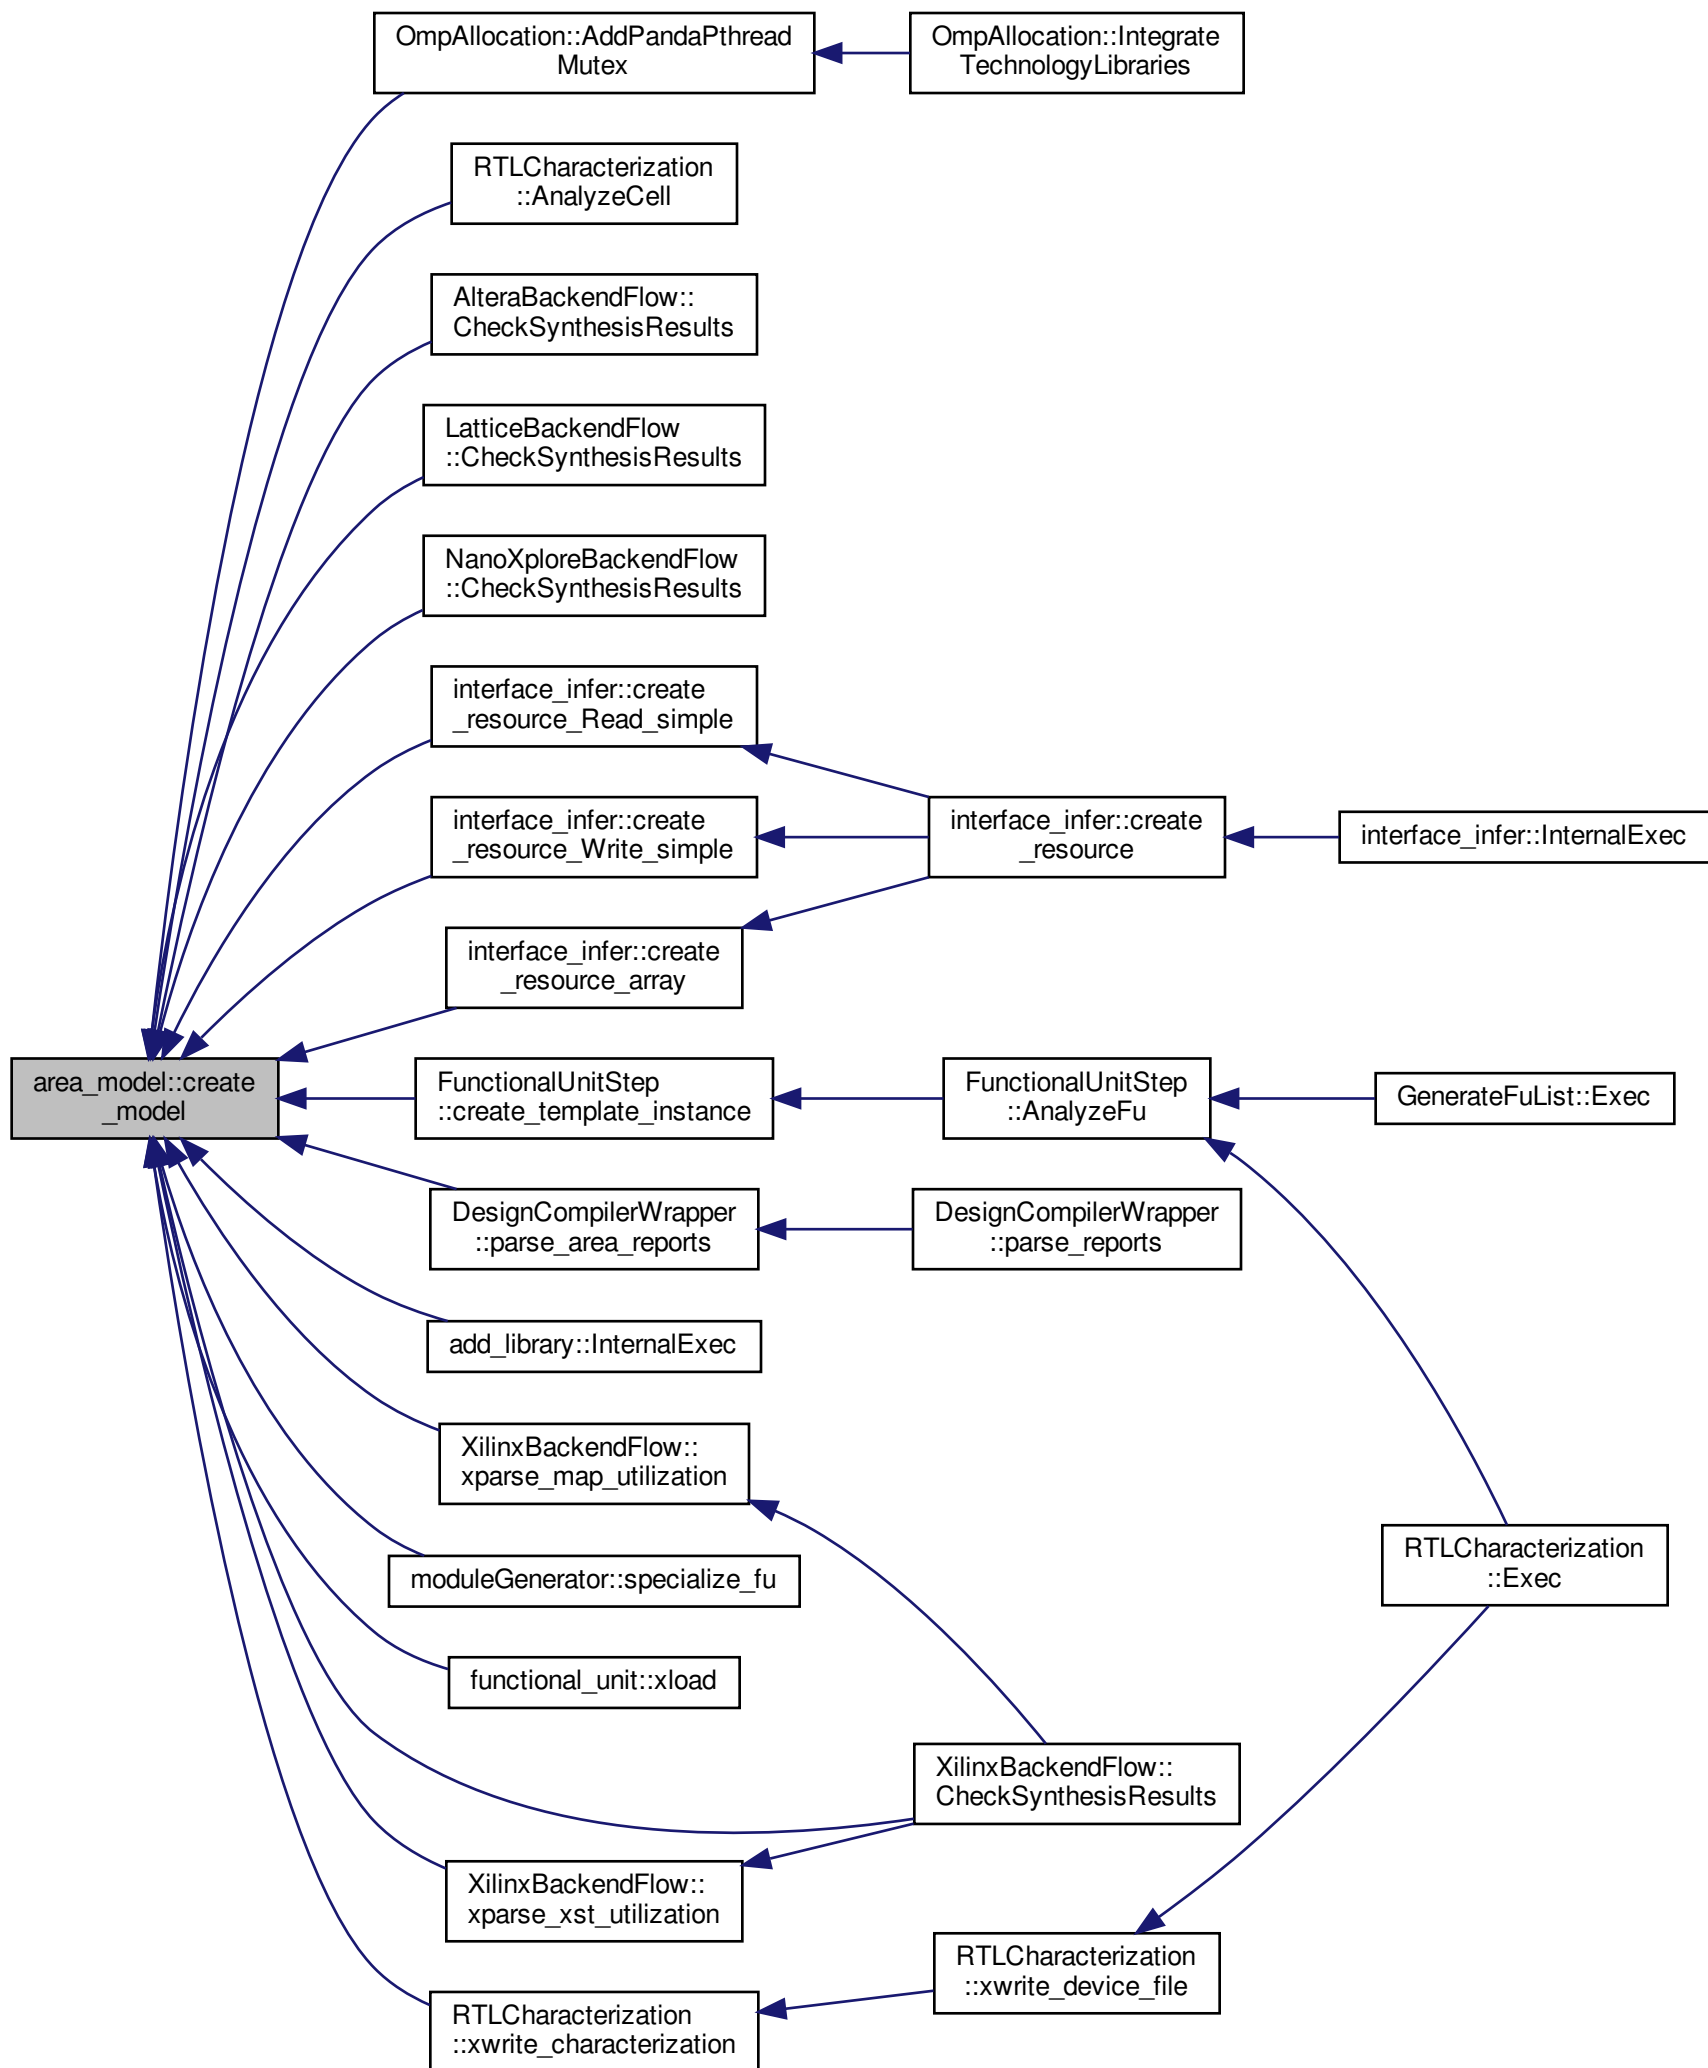 OmpAllocation::AddPandaPthread
Mutex
OmpAllocation::Integrate
TechnologyLibraries
RTLCharacterization
::AnalyzeCell
AlteraBackendFlow::
CheckSynthesisResults
LatticeBackendFlow
::CheckSynthesisResults
NanoXploreBackendFlow
::CheckSynthesisResults
interface_infer::create
_resource_Read_simple
interface_infer::create
_resource_Write_simple
interface_infer::create
_resource
interface_infer::InternalExec
interface_infer::create
_resource_array
area_model::create
_model
FunctionalUnitStep
::create_template_instance
FunctionalUnitStep
::AnalyzeFu
GenerateFuList::Exec
DesignCompilerWrapper
::parse_area_reports
DesignCompilerWrapper
::parse_reports
add_library::InternalExec
XilinxBackendFlow::
xparse_map_utilization
RTLCharacterization
::Exec
moduleGenerator::specialize_fu
functional_unit::xload
XilinxBackendFlow::
CheckSynthesisResults
XilinxBackendFlow::
xparse_xst_utilization
RTLCharacterization
::xwrite_device_file
RTLCharacterization
::xwrite_characterization